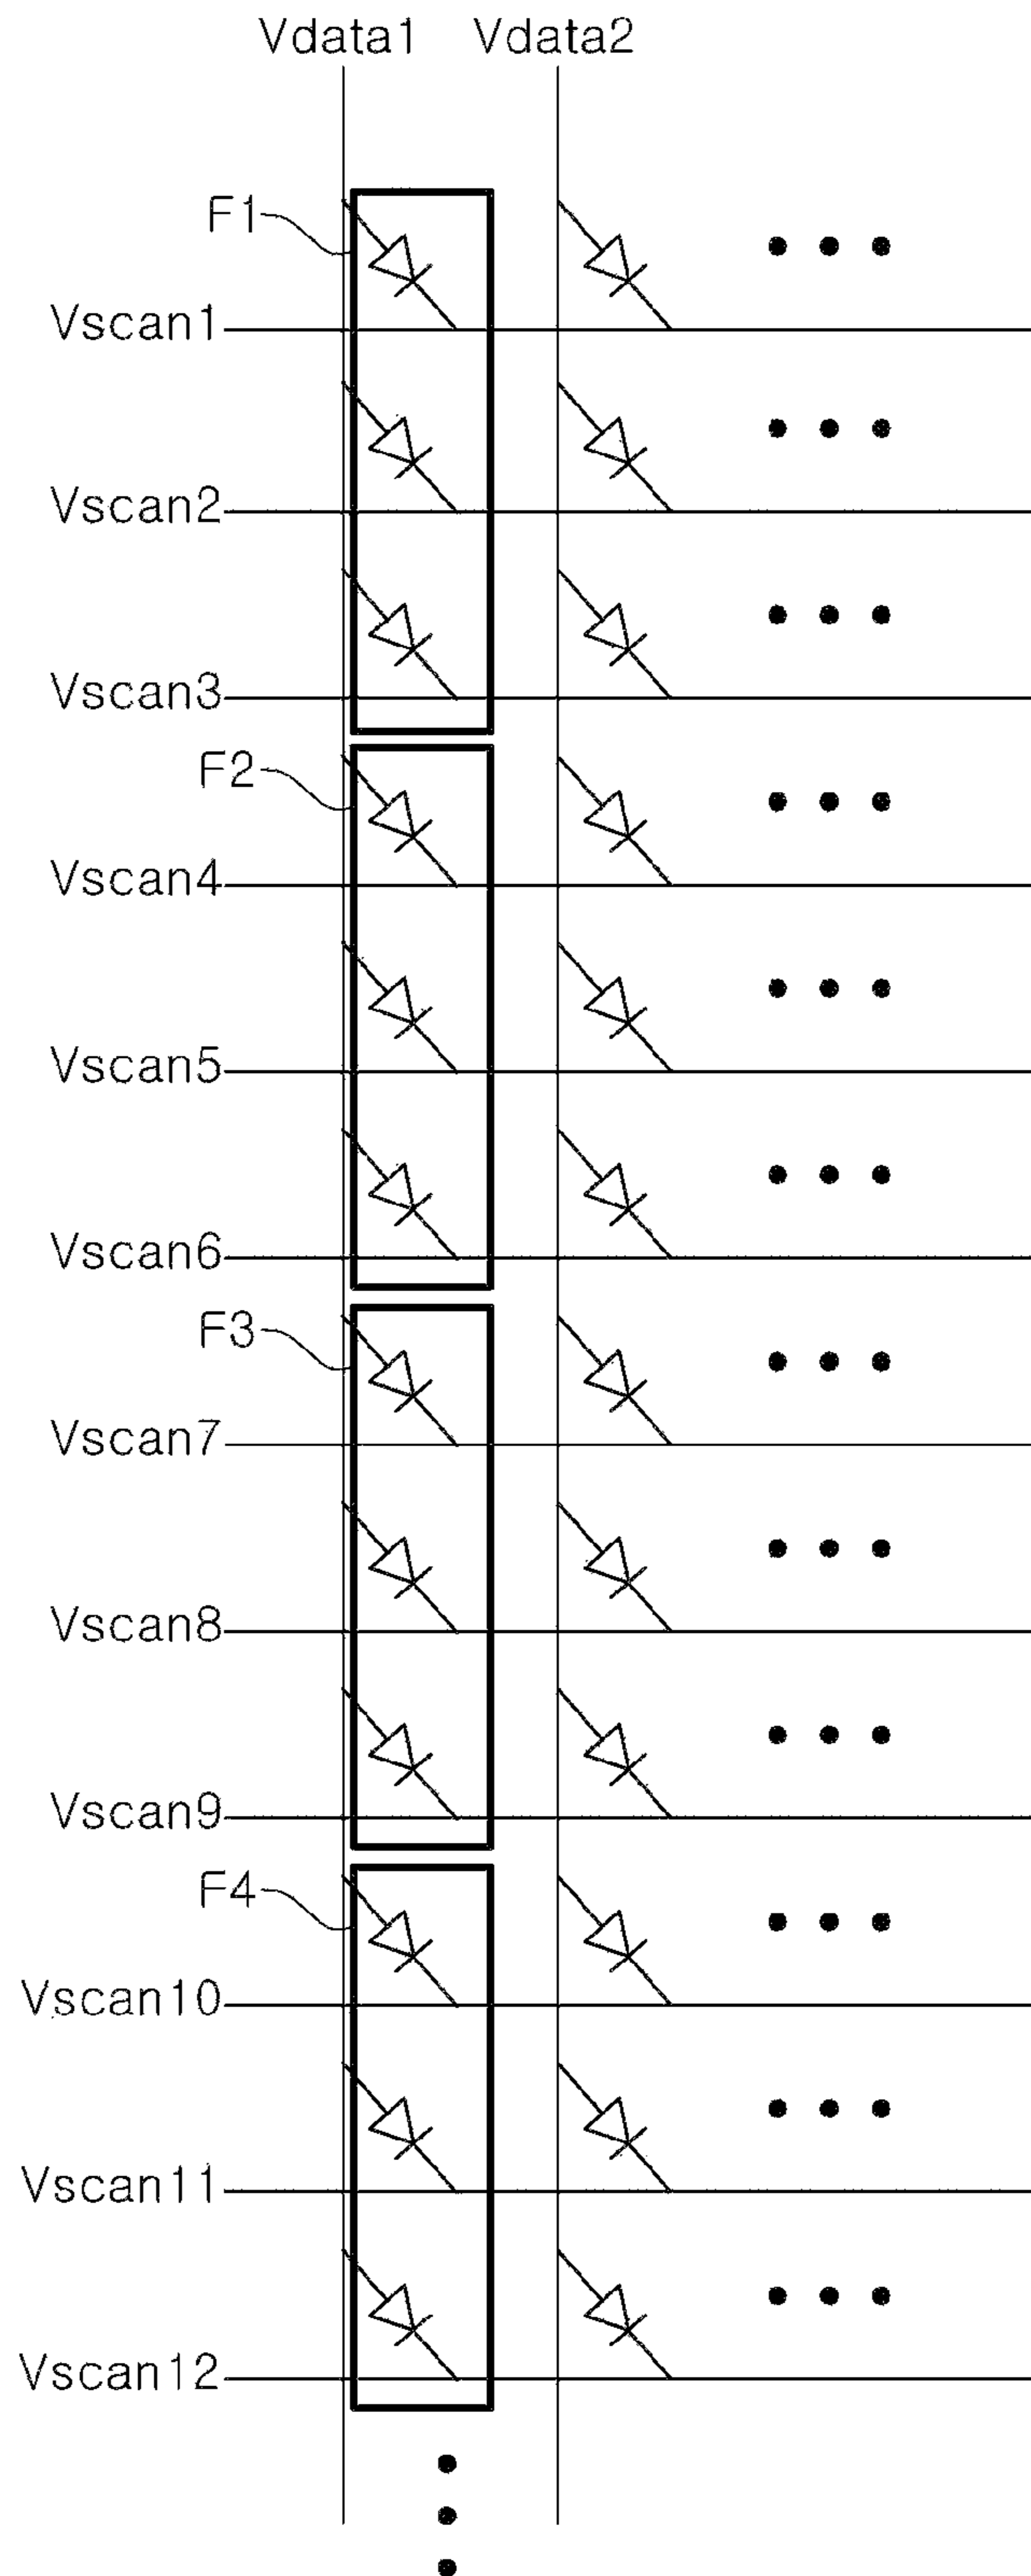 Vdata1 Vdata2
F1
Vscan1
Vscan2
Vscan3
F2
Vscan4
Vscan5
Vscan6
F3
Vscan7
Vscan8
Vscan9
F4
Vscan10
Vscan11
Vscan12